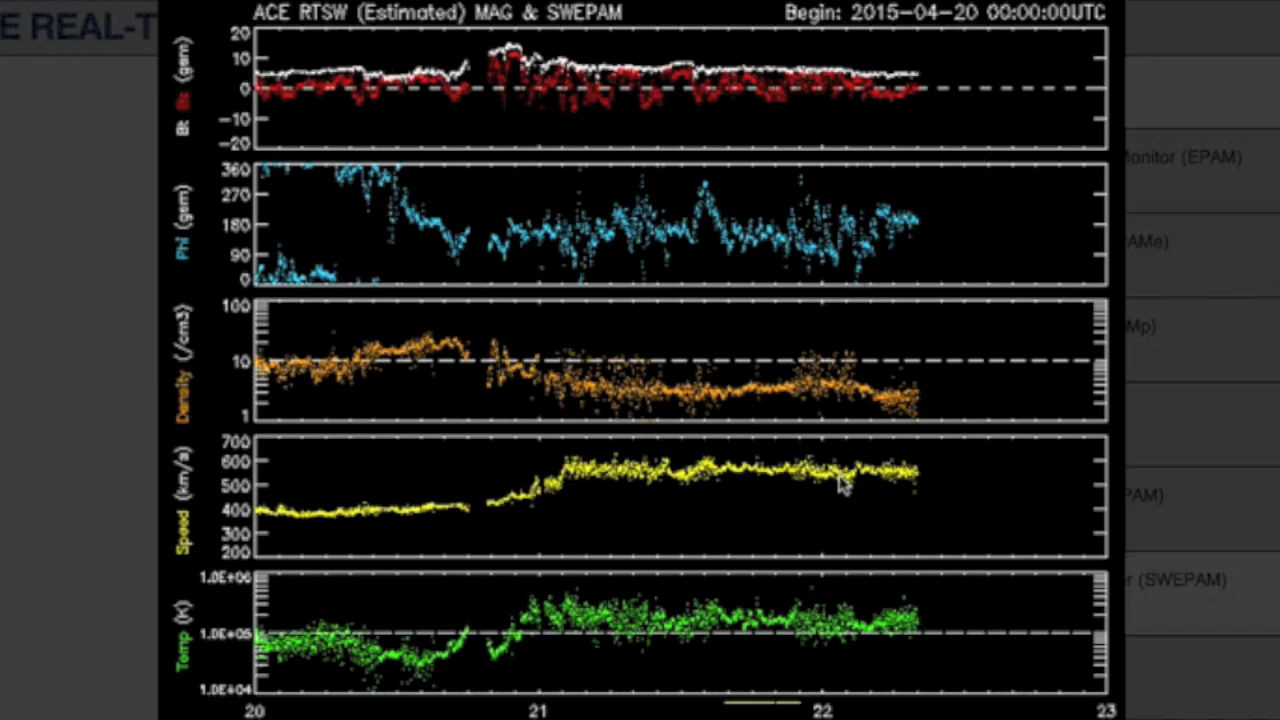 E REAL-T
ACE RTSW (Estimated) MAG & SWEPAM
Begin: 2015-04-20 00:00:00UTC
Bt Bz (gsm)
20
10
0
-10
-20
Phi (gsm)
360
270
180
90
0
Density (/cm3)
100
10
1
Speed (km/s)
700
600
500
400
300
200
Temp (K)
1.0E+06
1.0E+05
1.0E+04
20
21
22
23
Monitor (EPAM)
PAMe)
Mp)
PAM)
r (SWEPAM)